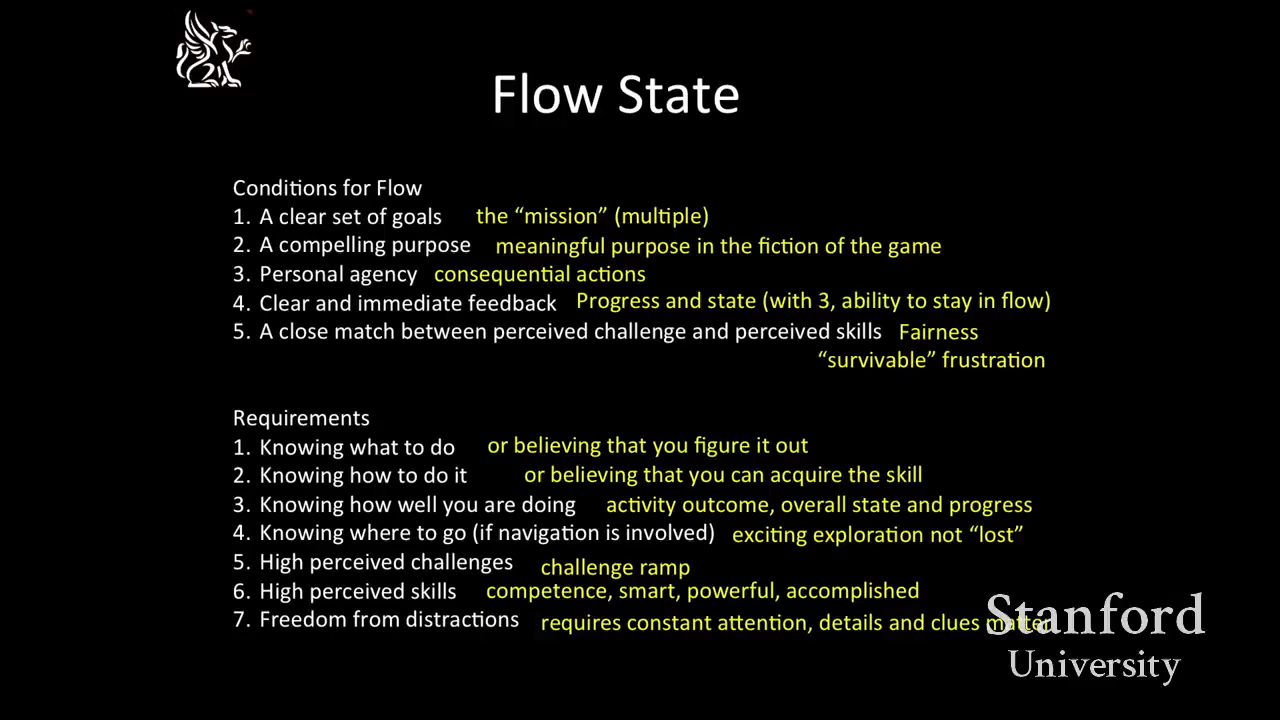 Flow State
Conditions for Flow
1. A clear set of goals the “mission” (multiple)
2. A compelling purpose meaningful purpose in the fiction of the game
3. Personal agency consequential actions
4. Clear and immediate feedback Progress and state (with 3, ability to stay in flow)
5. A close match between perceived challenge and perceived skills Fairness
“survivable” frustration
Requirements
1. Knowing what to do or believing that you figure it out
2. Knowing how to do it or believing that you can acquire the skill
3. Knowing how well you are doing activity outcome, overall state and progress
4. Knowing where to go (if navigation is involved) exciting exploration not “lost”
5. High perceived challenges challenge ramp
6. High perceived skills competence, smart, powerful, accomplished
7. Freedom from distractions requires constant attention, details and clues matter
Stanford
University